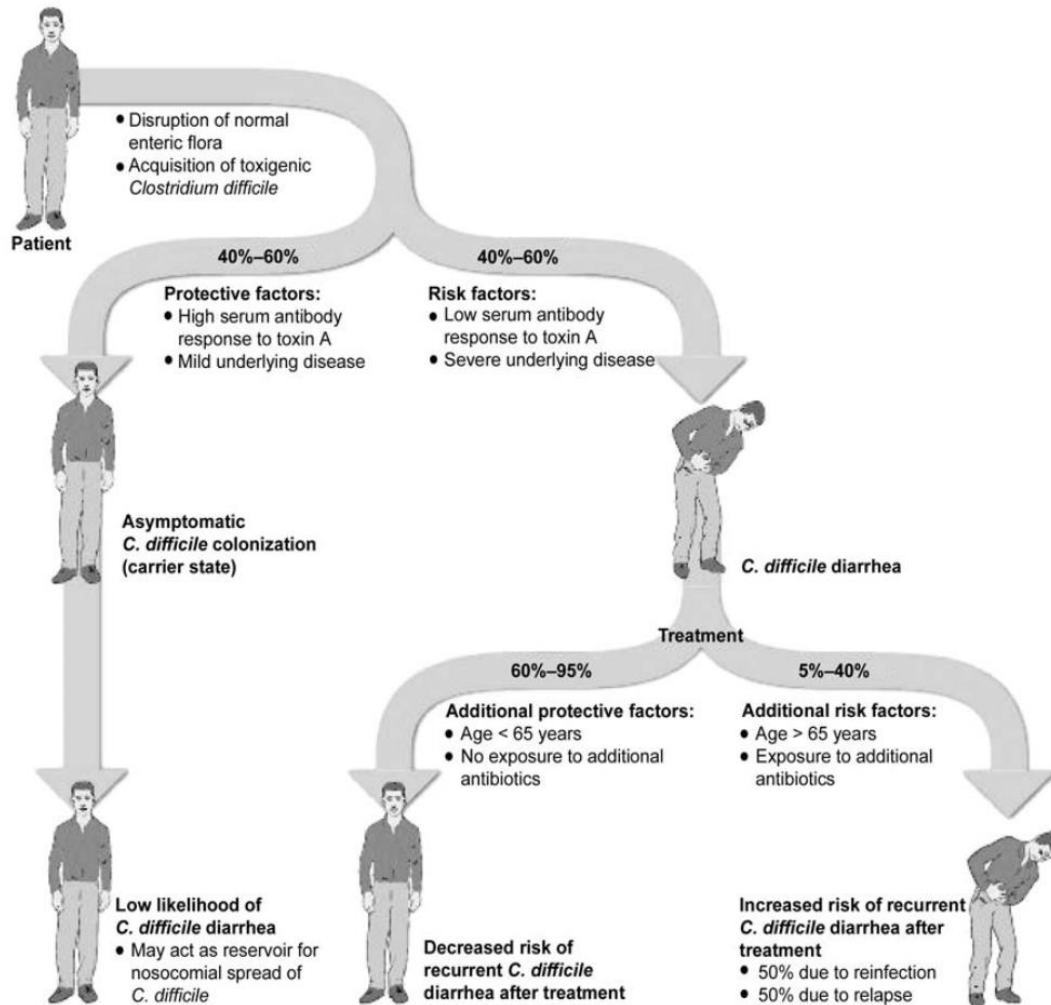 • Disruption of normal
enteric flora
• Acquisition of toxigenic
Clostridium difficile
Patient
40%–60%
Protective factors:
• High serum antibody
response to toxin A
• Mild underlying disease
40%–60%
Risk factors:
• Low serum antibody
response to toxin A
• Severe underlying disease
Asymptomatic
C. difficile colonization
(carrier state)
C. difficile diarrhea
Treatment
60%–95%
Additional protective factors:
• Age < 65 years
• No exposure to additional
antibiotics
5%–40%
Additional risk factors:
• Age > 65 years
• Exposure to additional
antibiotics
Low likelihood of
C. difficile diarrhea
• May act as reservoir for
nosocomial spread of
C. difficile
Decreased risk of
recurrent C. difficile
diarrhea after treatment
Increased risk of recurrent
C. difficile diarrhea after
treatment
• 50% due to reinfection
• 50% due to relapse